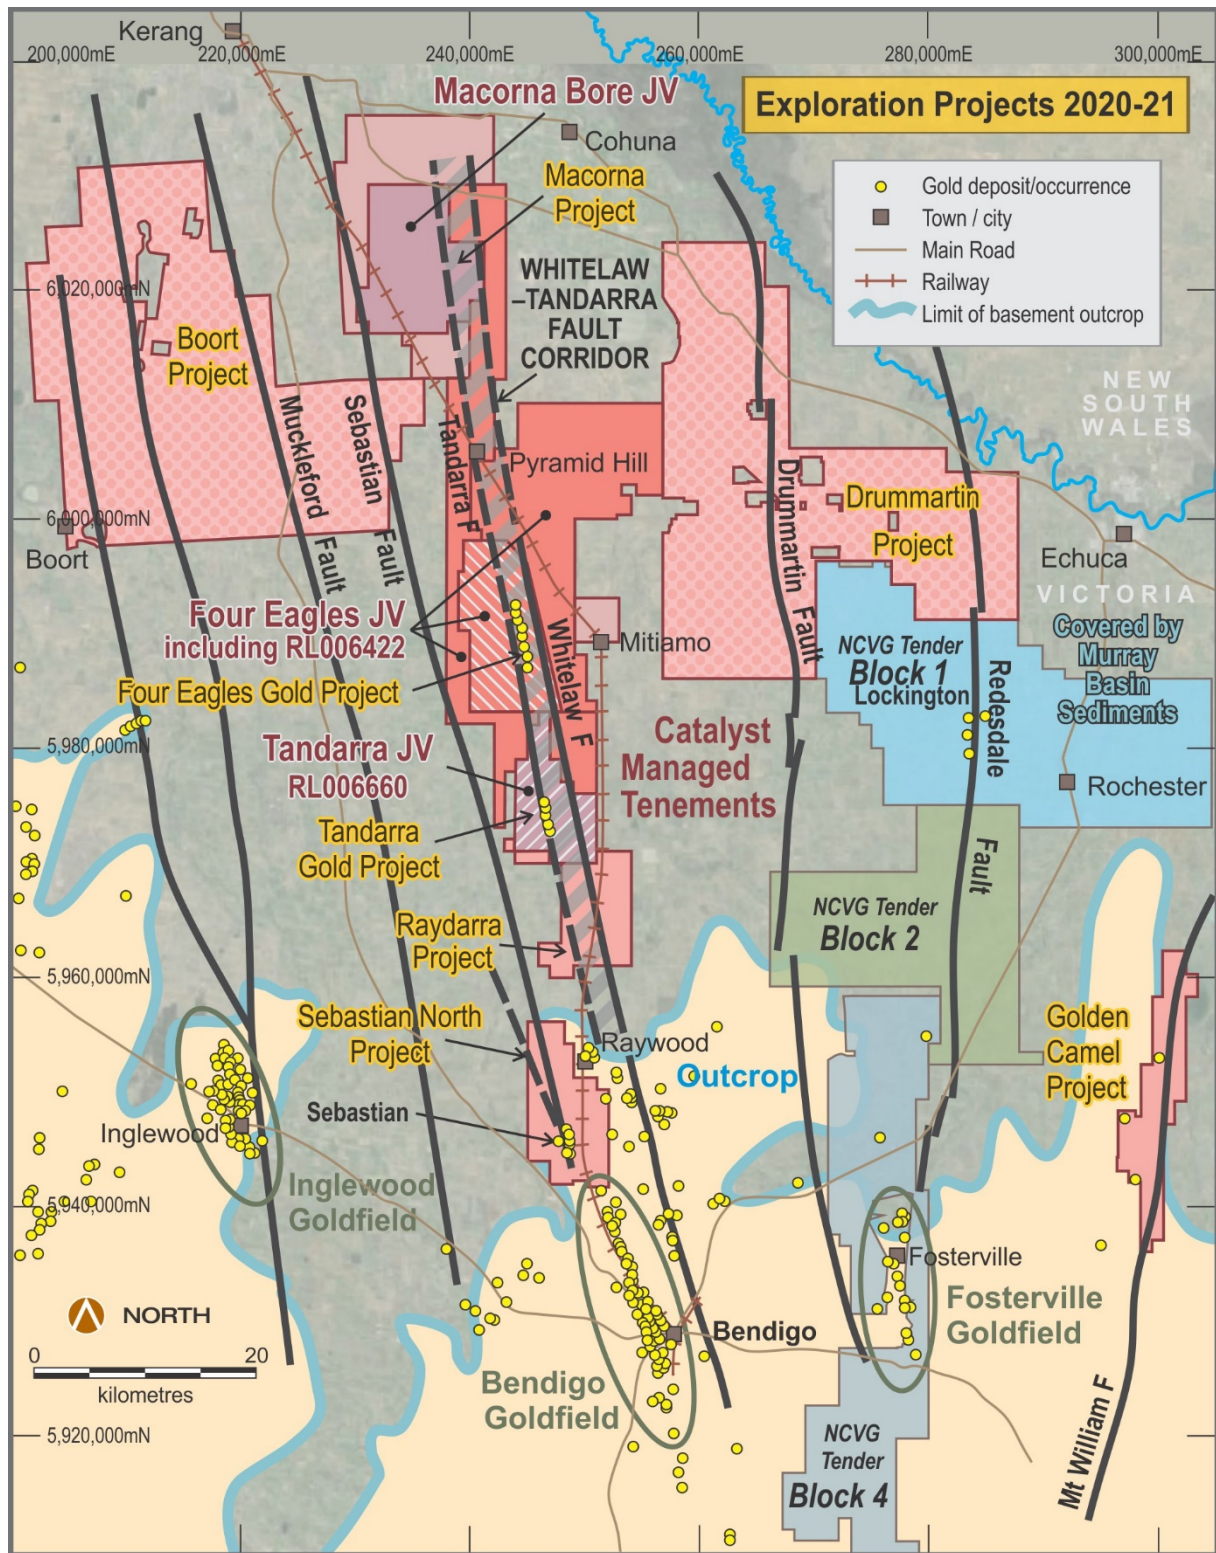 Kerang
200,000mE
220,000mE
240,000mE
260,000mE
280,000mE
300,000mE
Macorna Bore JV
Exploration Projects 2020-21
Cohuna
Macorna
Project
Gold deposit/occurrence
Town / city
Main Road
Railway
Limit of basement outcrop
WHITELAW
–TANDARRA
FAULT
CORRIDOR
6,020,000mN
Boort
Project
NEW
SOUTH
WALES
Muckleford Fault
Sebastian Fault
Tandarra F
Pyramid Hill
Drummartin Fault
Drummartin
Project
6,000,000mN
Boort
Echuca
VICTORIA
Four Eagles JV
including RL006422
Whitelaw F
Mitiamo
NCVG Tender
Block 1
Lockington
Redesdale Fault
Covered by
Murray
Basin
Sediments
Four Eagles Gold Project
5,980,000mN
Tandarra JV
RL006660
Catalyst
Managed
Tenements
Rochester
Tandarra
Gold Project
NCVG Tender
Block 2
Raydarra
Project
5,960,000mN
Sebastian North
Project
Raywood
Golden
Camel
Project
Outcrop
Sebastian
Inglewood
Inglewood
Goldfield
5,940,000mN
Fosterville
Fosterville
Goldfield
NORTH
Bendigo
0 20
kilometres
Bendigo
Goldfield
5,920,000mN
NCVG
Tender
Block 4
Mt William F